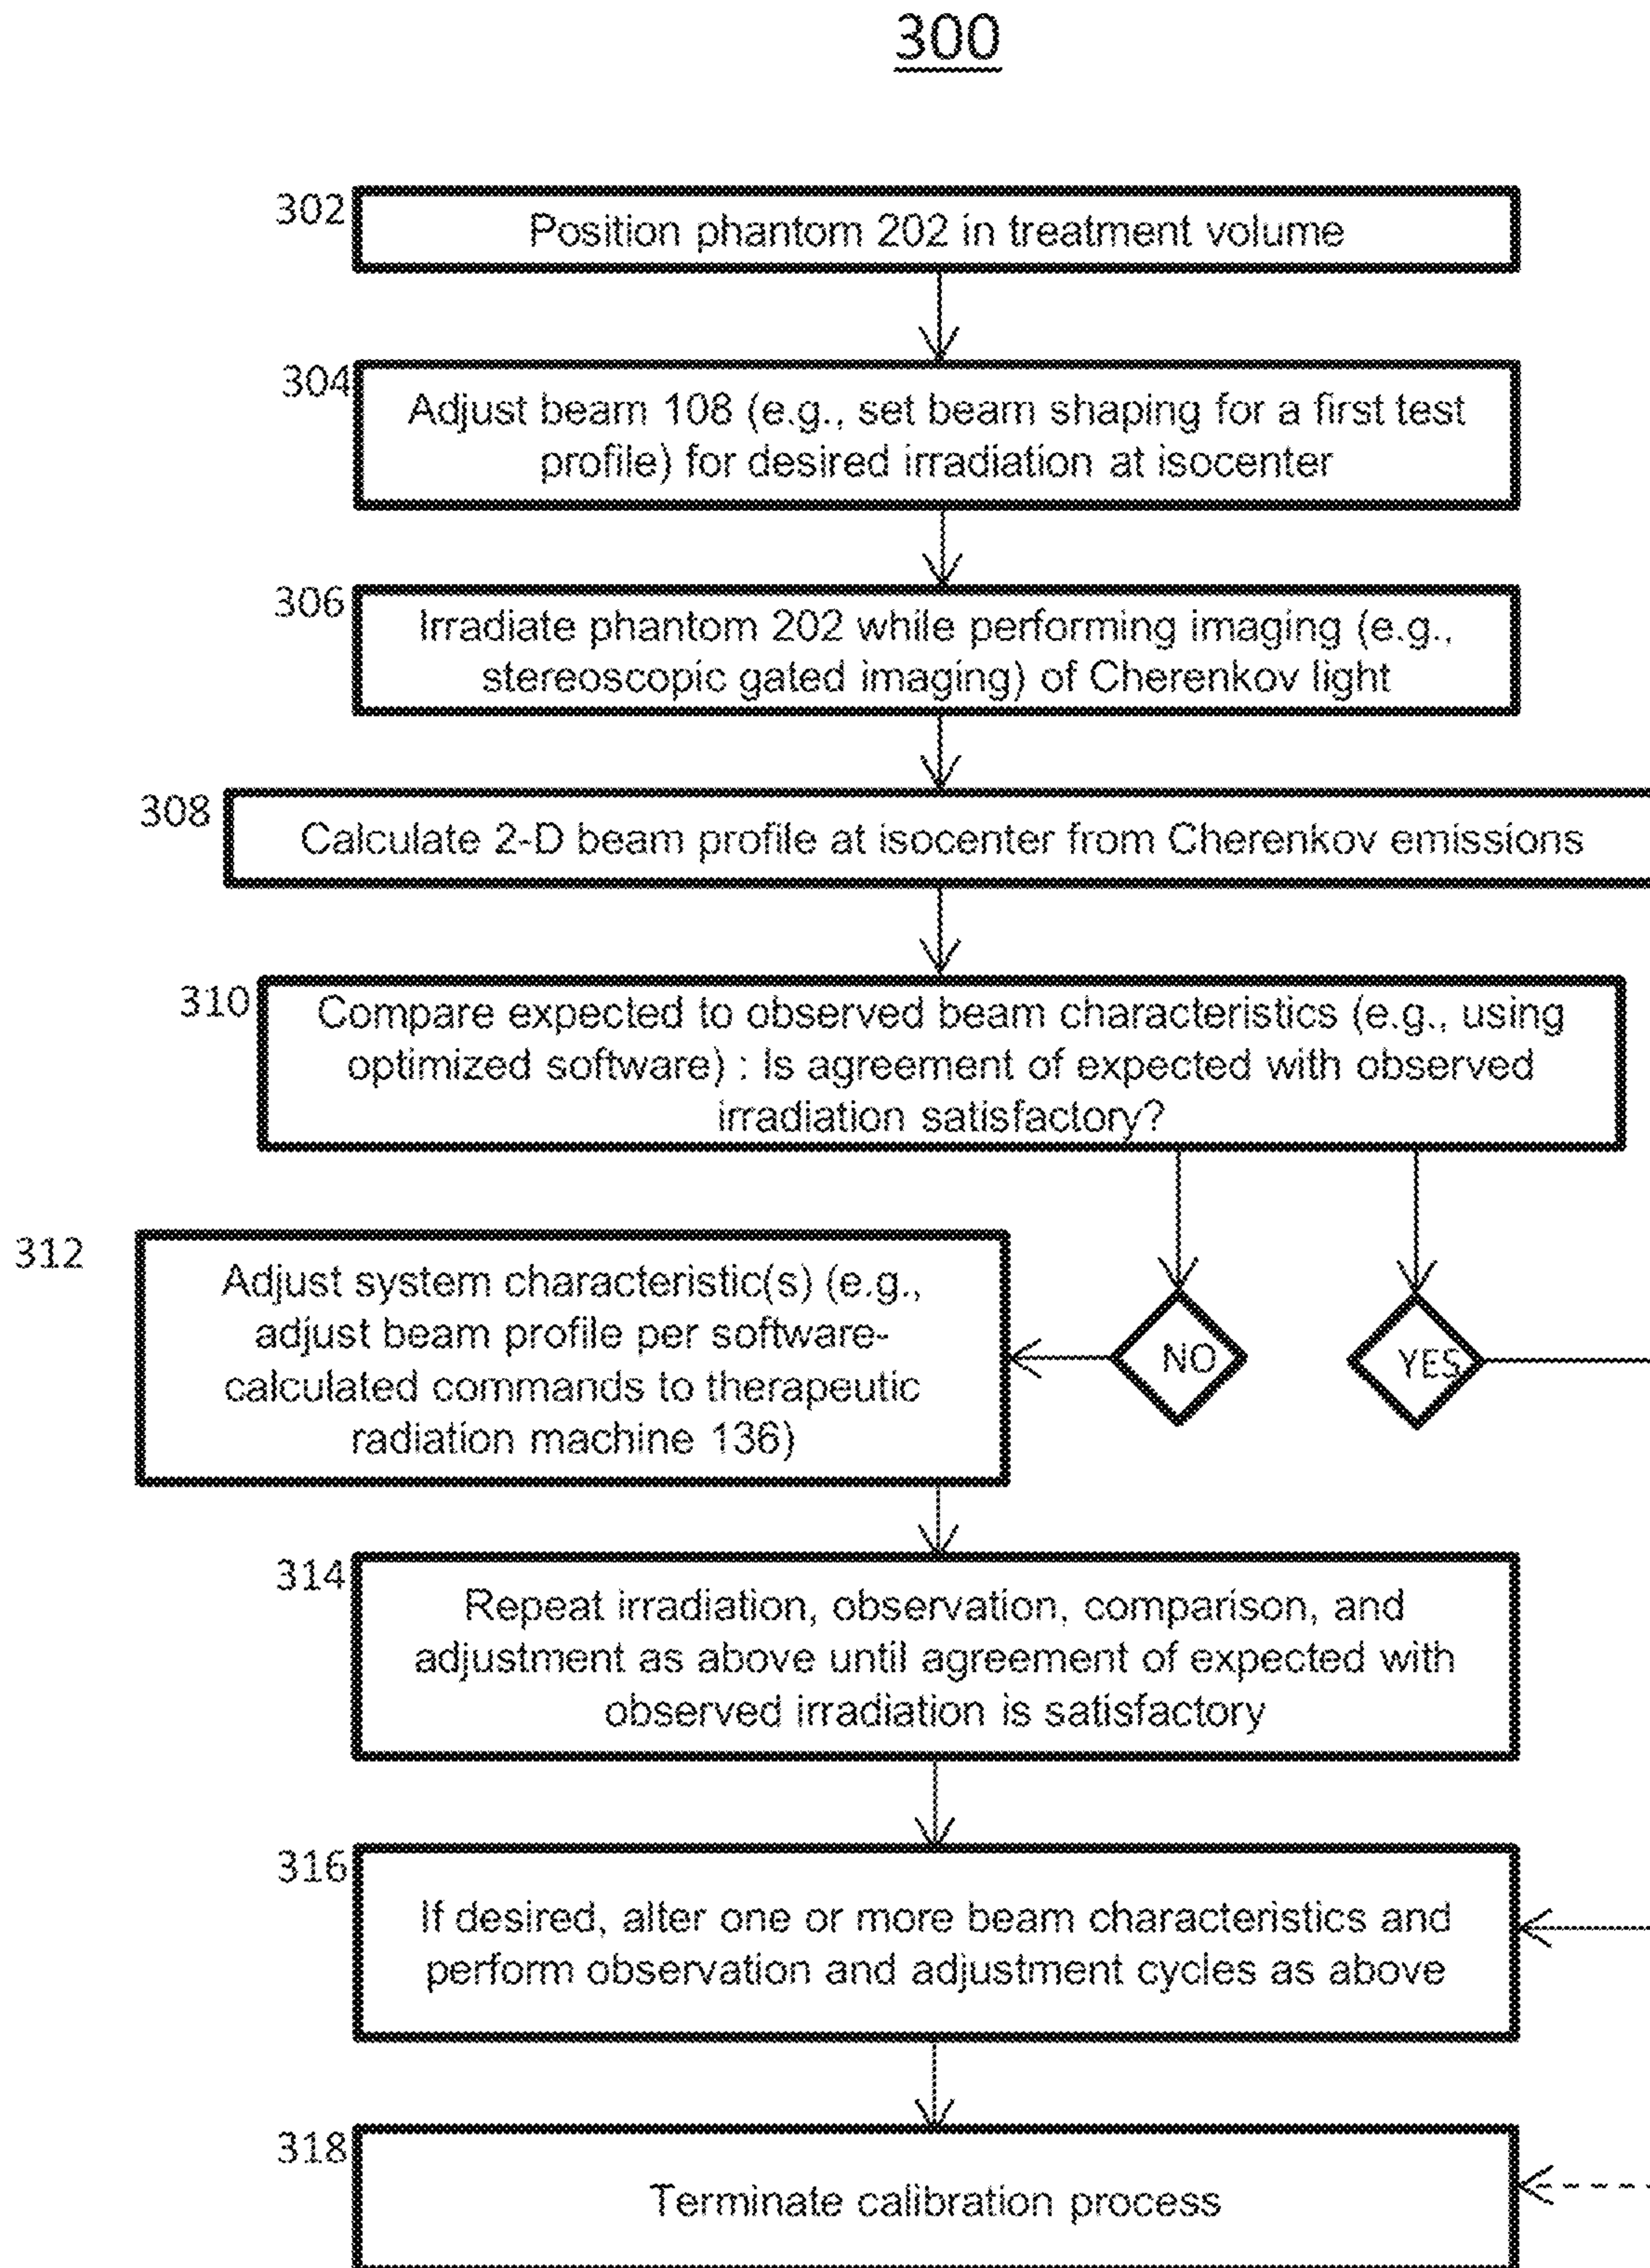 300
302
Position phantom 202 in treatment volume
304
Adjust beam 108 (e.g., set beam shaping for a first test
profile) for desired irradiation at isocenter
306
Irradiate phantom 202 while performing imaging (e.g.,
stereoscopic gated imaging) of Cherenkov light
308
Calculate 2-D beam profile at isocenter from Cherenkov emissions
310
Compare expected to observed beam characteristics (e.g., using
optimized software) : Is agreement of expected with observed
irradiation satisfactory?
312
Adjust system characteristic(s) (e.g.,
adjust beam profile per software-
calculated commands to therapeutic
radiation machine 136)
NO
YES
314
Repeat irradiation, observation, comparison, and
adjustment as above until agreement of expected with
observed irradiation is satisfactory
316
If desired, alter one or more beam characteristics and
perform observation and adjustment cycles as above
318
Terminate calibration process